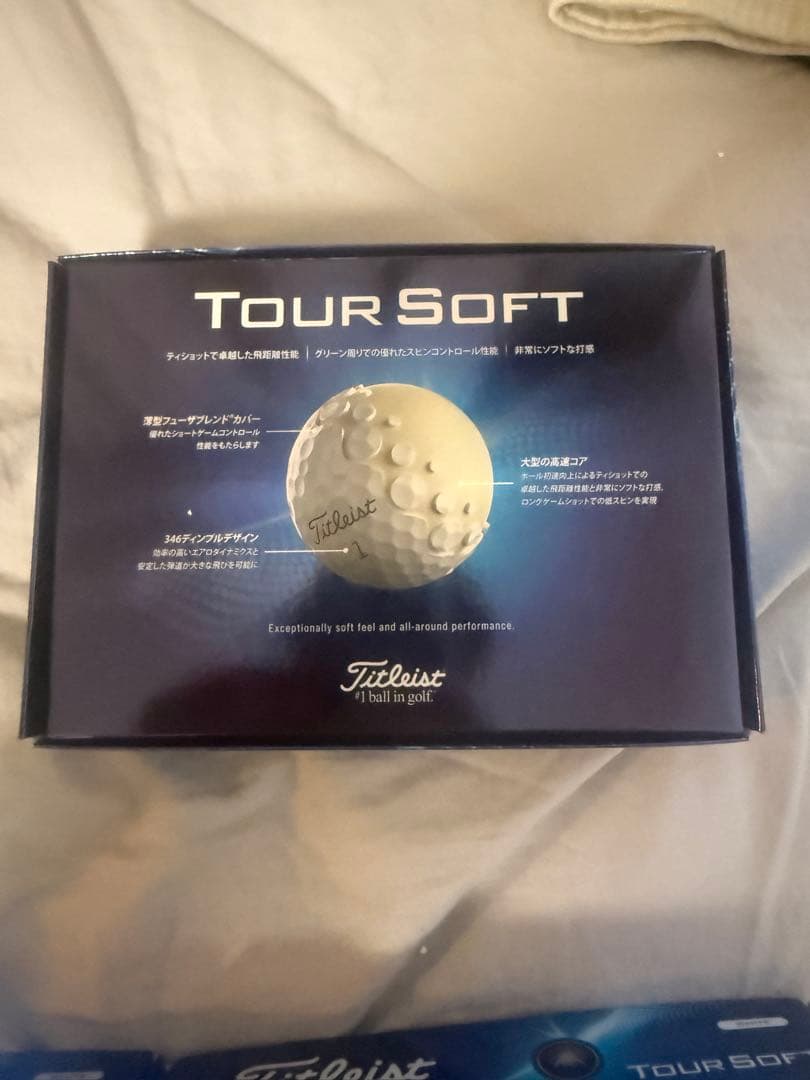 TOUR SOFT
ティショットで卓越した飛距離性能 | グリーン周りでの優れたスピンコントロール性能 | 非常にソフトな打感
薄型フューザブレンド®カバー
優れたショートゲームコントロール
性能をもたらします
大型の高速コア
ボール初速向上によるティショットでの
卓越した飛距離性能と非常にソフトな打感。
ロングゲームショットでの低スピンを実現
Titleist
1
346ディンプルデザイン
効率の高いエアロダイナミクスと
安定した弾道が大きな飛びを可能に
Exceptionally soft feel and all-around performance.
Titleist
#1 ball in golf.™
Titleist
TOUR SOFT